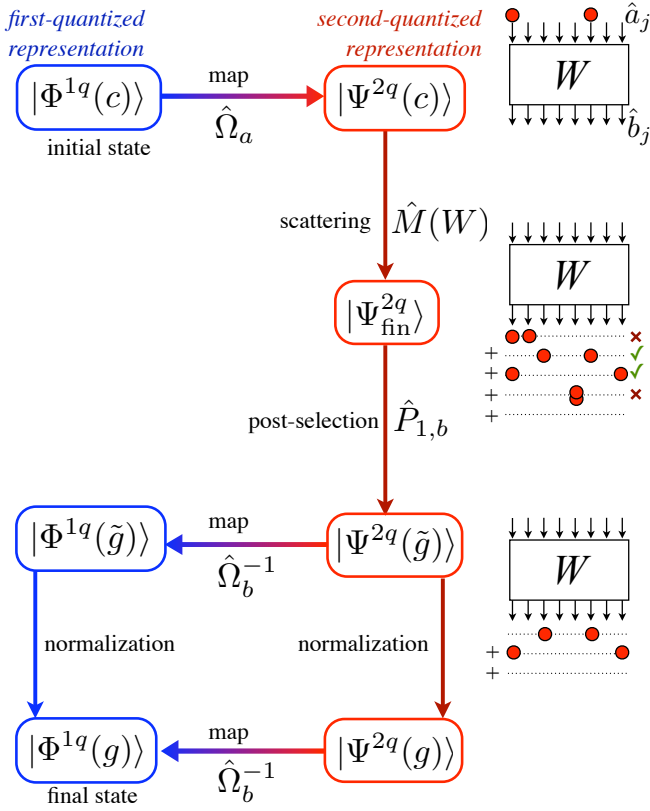 first-quantized
representation
second-quantized
representation
|Φ^{1q}(c)⟩
map
Ω̂_a
|Ψ^{2q}(c)⟩
initial state
â_j
W
b̂_j
scattering
M̂(W)
|Ψ^{2q}_{fin}⟩
W
×
+ ✓
+ ✓
+ ×
+
post-selection
P̂_{1,b}
|Φ^{1q}(g̃)⟩
map
Ω̂_b^{-1}
|Ψ^{2q}(g̃)⟩
W
+
+
normalization
normalization
|Φ^{1q}(g)⟩
map
Ω̂_b^{-1}
|Ψ^{2q}(g)⟩
final state